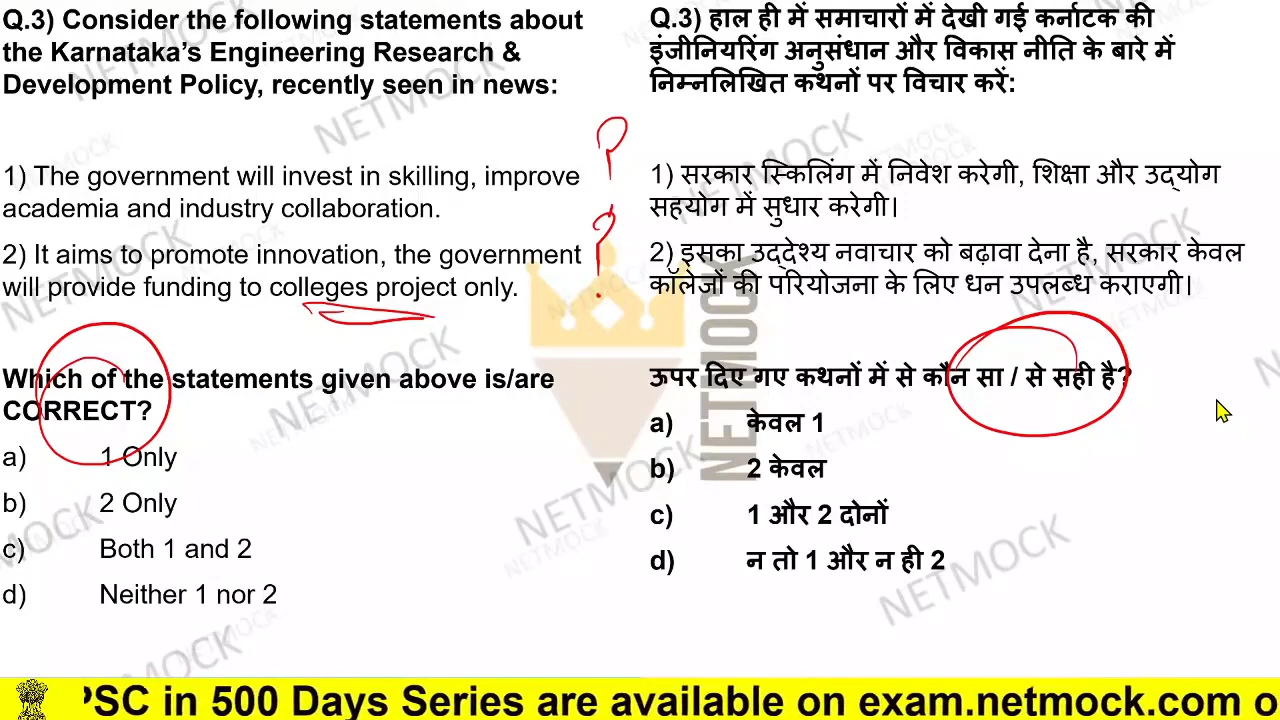 Q.3) Consider the following statements about
the Karnataka’s Engineering Research &
Development Policy, recently seen in news:
1) The government will invest in skilling, improve
academia and industry collaboration.
2) It aims to promote innovation, the government
will provide funding to colleges project only.
Which of the statements given above is/are
CORRECT?
a) 1 Only
b) 2 Only
c) Both 1 and 2
d) Neither 1 nor 2
Q.3) हाल ही में समाचारों में देखी गई कर्नाटक की
इंजीनियरिंग अनुसंधान और विकास नीति के बारे में
निम्नलिखित कथनों पर विचार करें:
1) सरकार स्किलिंग में निवेश करेगी, शिक्षा और उद्योग
सहयोग में सुधार करेगी।
2) इसका उद्देश्य नवाचार को बढ़ावा देना है, सरकार केवल
कॉलेजों की परियोजना के लिए धन उपलब्ध कराएगी।
ऊपर दिए गए कथनों में से कौन सा / से सही है?
a) केवल 1
b) 2 केवल
c) 1 और 2 दोनों
d) न तो 1 और न ही 2
NETMOCK
PSC in 500 Days Series are available on exam.netmock.com o